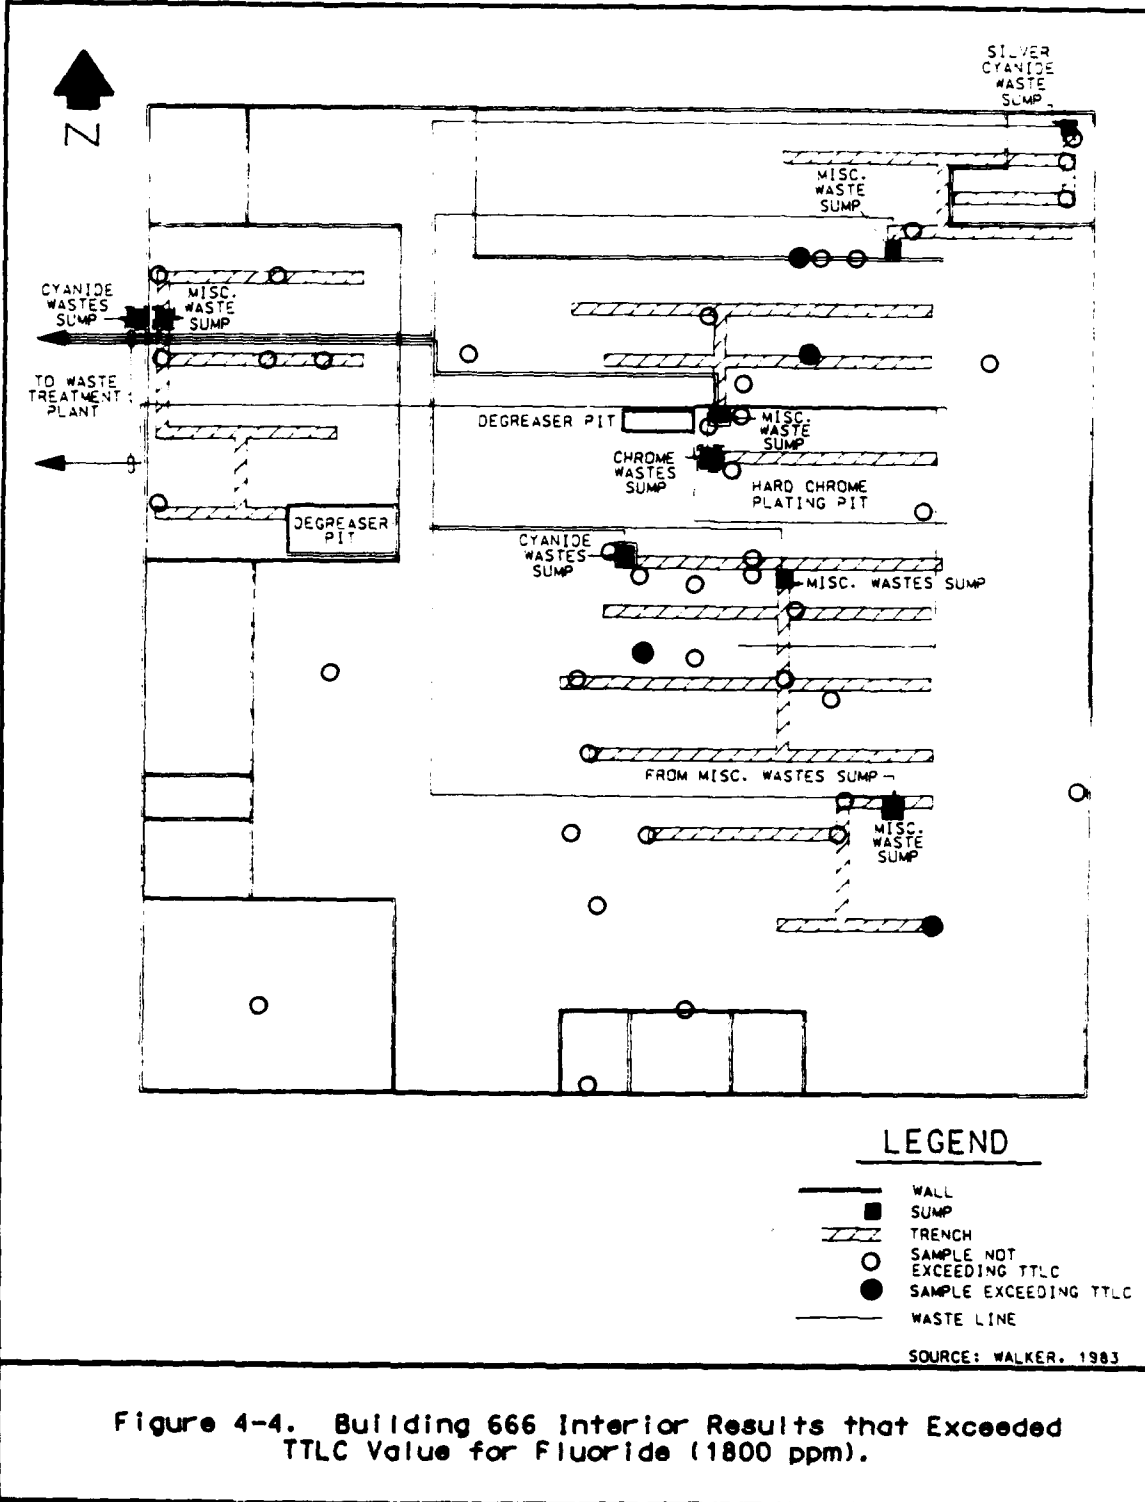 SILVER
CYANIDE
WASTE
SUMP
N
MISC.
WASTE
SUMP
CYANIDE
WASTES
SUMP
MISC.
WASTE
SUMP
TO WASTE
TREATMENT
PLANT
DEGREASER PIT
MISC.
WASTE
SUMP
CHROME
WASTES
SUMP
HARD CHROME
PLATING PIT
DEGREASER
PIT
CYANIDE
WASTES
SUMP
MISC. WASTES SUMP
FROM MISC. WASTES SUMP
MISC.
WASTE
SUMP
LEGEND
WALL
SUMP
TRENCH
SAMPLE NOT
EXCEEDING TTLC
SAMPLE EXCEEDING TTLC
WASTE LINE
SOURCE: WALKER. 1983
Figure 4-4. Building 666 Interior Results that Exceeded
TTLC Value for Fluoride (1800 ppm).